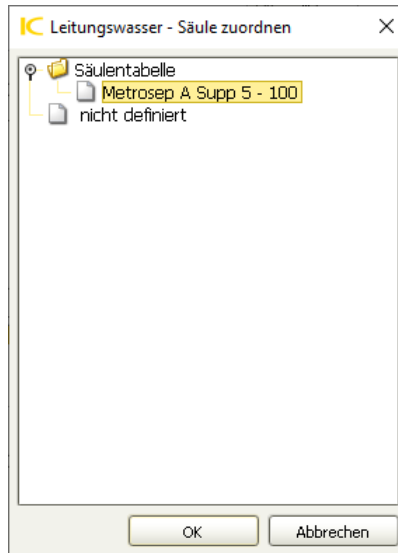 IC Leitungswasser - Säule zuordnen
Säulentabelle
Metrosep A Supp 5 - 100
nicht definiert
OK
Abbrechen